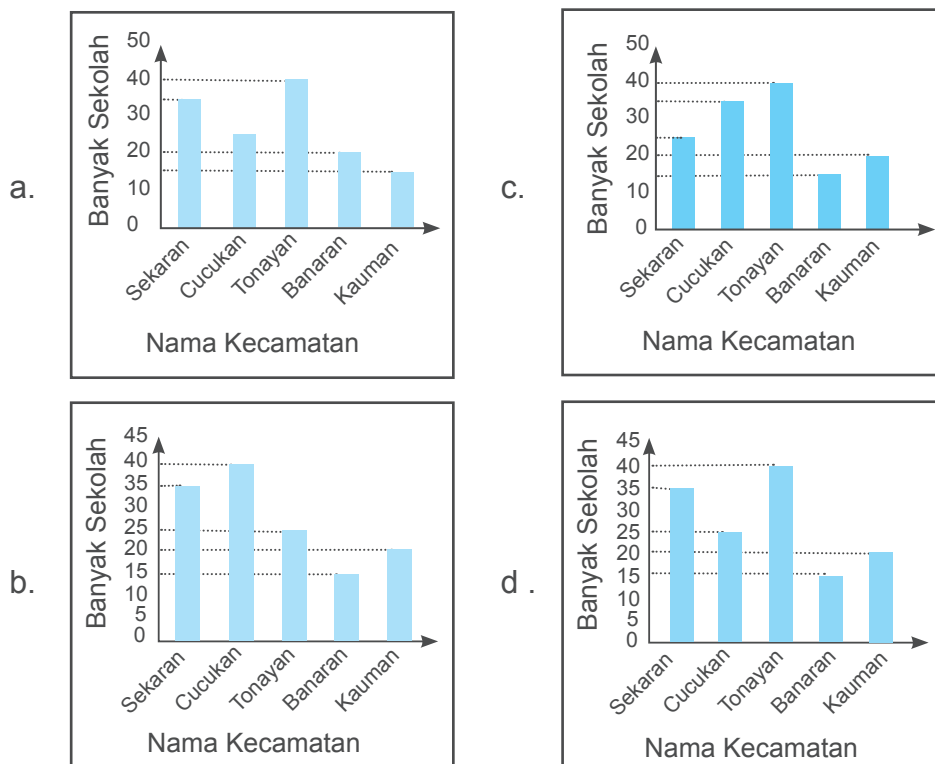 a.
Banyak Sekolah
50
40
30
20
10
0
Sekaran
Cucukan
Tonayan
Banaran
Kauman
Nama Kecamatan
c.
Banyak Sekolah
50
40
30
20
10
0
Sekaran
Cucukan
Tonayan
Banaran
Kauman
Nama Kecamatan
b.
Banyak Sekolah
45
40
35
30
25
20
15
10
5
0
Sekaran
Cucukan
Tonayan
Banaran
Kauman
Nama Kecamatan
d .
Banyak Sekolah
45
40
35
30
25
20
15
10
5
0
Sekaran
Cucukan
Tonayan
Banaran
Kauman
Nama Kecamatan